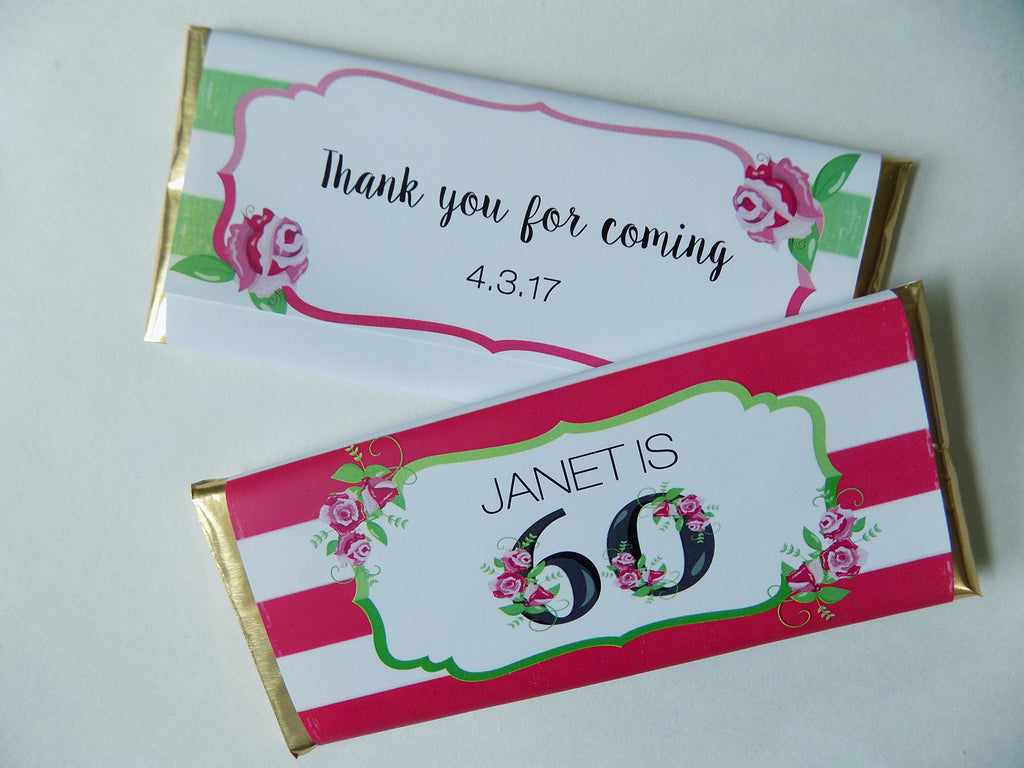 Thank you for coming
4.3.17
JANET IS
60